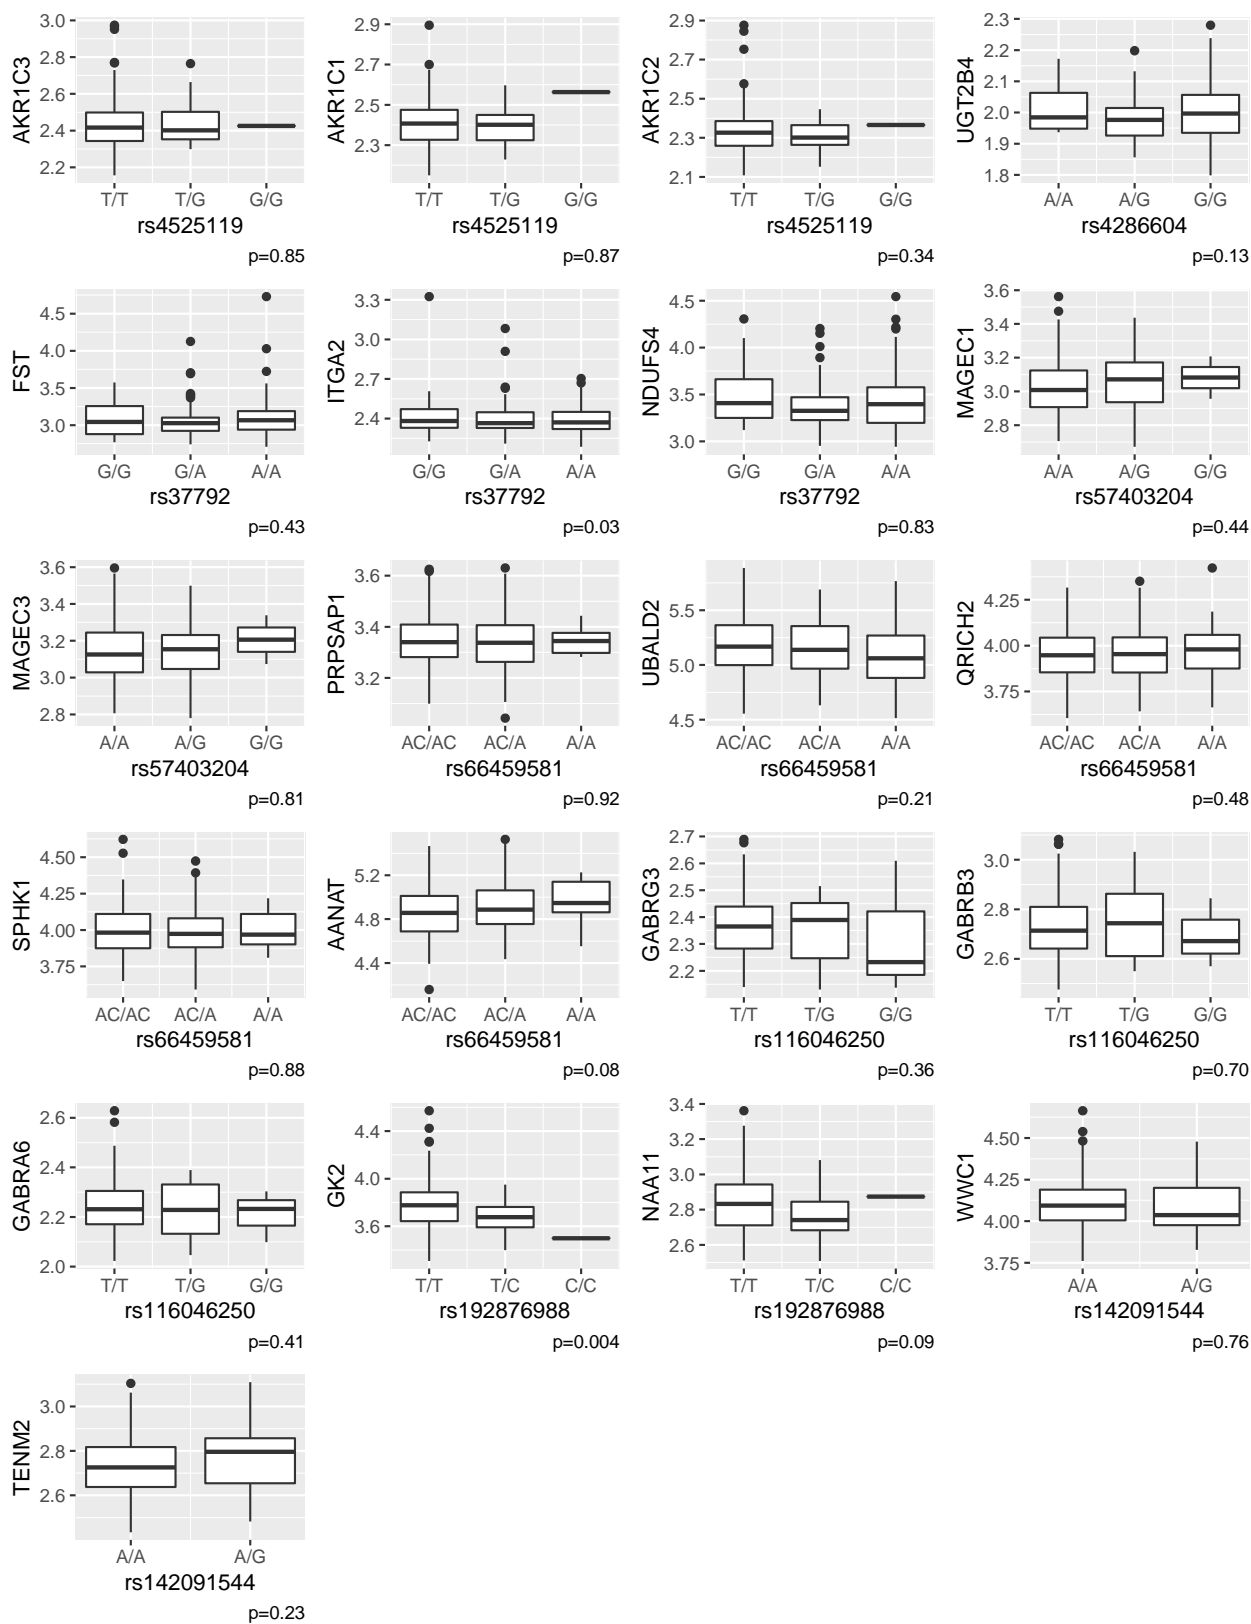 AKR1C3
3.0
2.8
2.6
2.4
2.2
T/T T/G G/G
rs4525119
p=0.85
AKR1C1
2.9
2.7
2.5
2.3
T/T T/G G/G
rs4525119
p=0.87
AKR1C2
2.9
2.7
2.5
2.3
2.1
T/T T/G G/G
rs4525119
p=0.34
UGT2B4
2.3
2.2
2.1
2.0
1.9
1.8
A/A A/G G/G
rs4286604
p=0.13
FST
4.5
4.0
3.5
3.0
G/G G/A A/A
rs37792
p=0.43
ITGA2
3.3
3.0
2.7
2.4
G/G G/A A/A
rs37792
p=0.03
NDUFS4
4.5
4.0
3.5
3.0
G/G G/A A/A
rs37792
p=0.83
MAGEC1
3.6
3.4
3.2
3.0
2.8
A/A A/G G/G
rs57403204
p=0.44
MAGEC3
3.6
3.4
3.2
3.0
2.8
A/A A/G G/G
rs57403204
p=0.81
PRPSAP1
3.6
3.4
3.2
AC/AC AC/A A/A
rs66459581
p=0.92
UBALD2
5.5
5.0
4.5
AC/AC AC/A A/A
rs66459581
p=0.21
QRICH2
4.25
4.00
3.75
AC/AC AC/A A/A
rs66459581
p=0.48
SPHK1
4.50
4.25
4.00
3.75
AC/AC AC/A A/A
rs66459581
p=0.88
AANAT
5.2
4.8
4.4
AC/AC AC/A A/A
rs66459581
p=0.08
GABRG3
2.7
2.6
2.5
2.4
2.3
2.2
T/T T/G G/G
rs116046250
p=0.36
GABRB3
3.0
2.8
2.6
T/T T/G G/G
rs116046250
p=0.70
GABRA6
2.6
2.4
2.2
2.0
T/T T/G G/G
rs116046250
p=0.41
GK2
4.4
4.0
3.6
T/T T/C C/C
rs192876988
p=0.004
NAA11
3.4
3.2
3.0
2.8
2.6
T/T T/C C/C
rs192876988
p=0.09
WWC1
4.50
4.25
4.00
3.75
A/A A/G
rs142091544
p=0.76
TENM2
3.0
2.8
2.6
A/A A/G
rs142091544
p=0.23